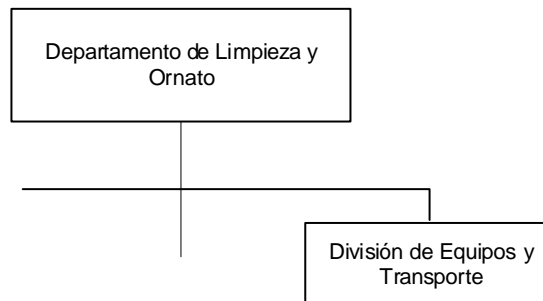 Departamento de Limpieza y
Ornato
División de Equipos y
Transporte